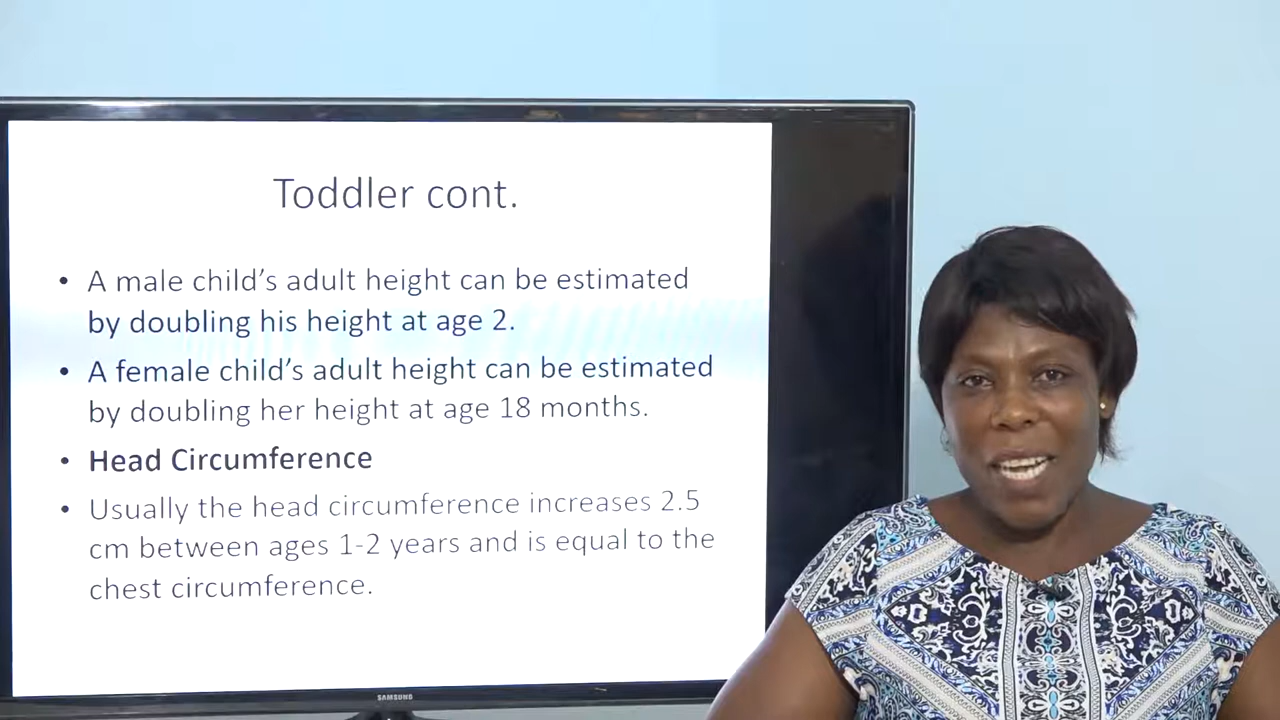 Toddler cont.
• A male child's adult height can be estimated
by doubling his height at age 2.
• A female child's adult height can be estimated
by doubling her height at age 18 months.
• Head Circumference
• Usually the head circumference increases 2.5
cm between ages 1-2 years and is equal to the
chest circumference.
SAMSUNG